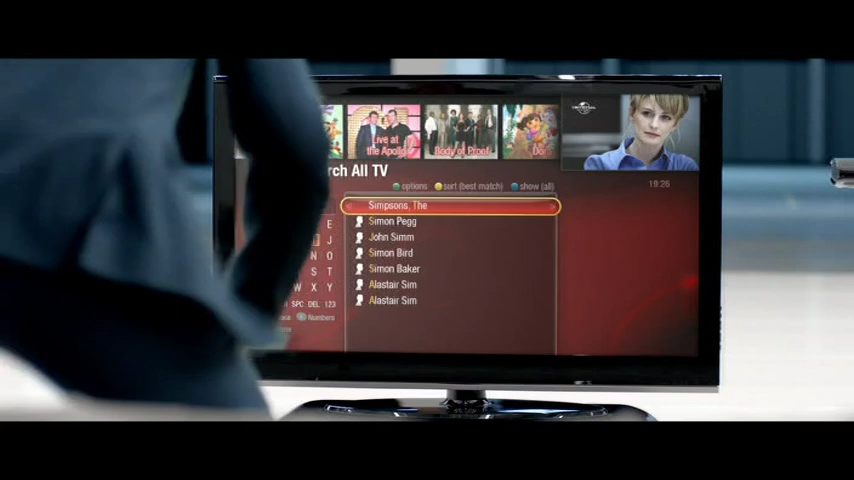 Live at
the Apollo
Body of Proof
Do
UNIVERSAL
rch All TV
options sort (best match) show (all)
19:26
Simpsons, The
Simon Pegg
John Simm
Simon Bird
Simon Baker
Alastair Sim
Alastair Sim
E
J
N O
S T
W X Y
SPC DEL 123
Numbers